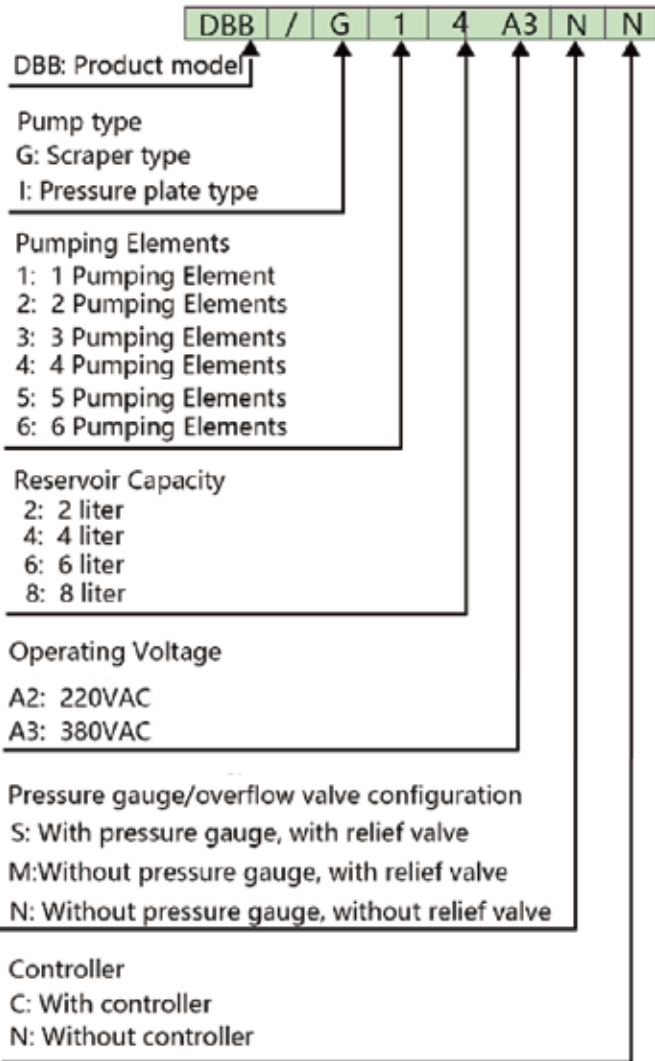 DBB / G 1 4 A3 N N
DBB: Product model
Pump type
G: Scraper type
I: Pressure plate type
Pumping Elements
1: 1 Pumping Element
2: 2 Pumping Elements
3: 3 Pumping Elements
4: 4 Pumping Elements
5: 5 Pumping Elements
6: 6 Pumping Elements
Reservoir Capacity
2: 2 liter
4: 4 liter
6: 6 liter
8: 8 liter
Operating Voltage
A2: 220VAC
A3: 380VAC
Pressure gauge/overflow valve configuration
S: With pressure gauge, with relief valve
M:Without pressure gauge, with relief valve
N: Without pressure gauge, without relief valve
Controller
C: With controller
N: Without controller